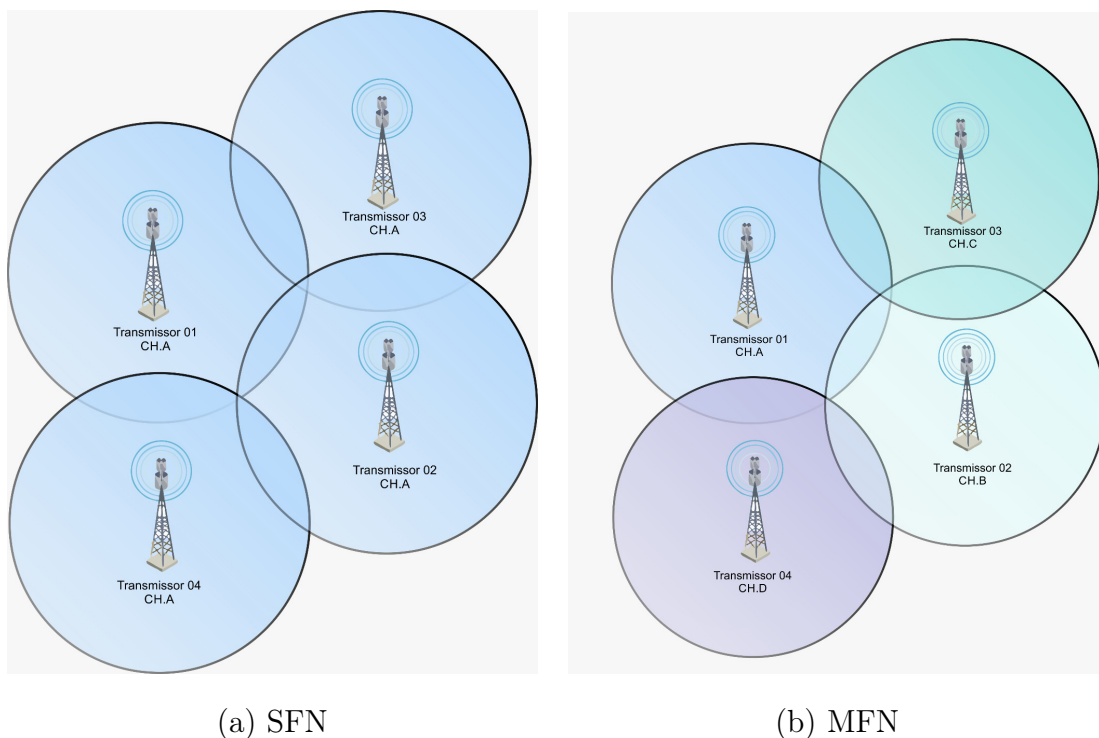 Transmissor 03
CH.A
Transmissor 01
CH.A
Transmissor 02
CH.A
Transmissor 04
CH.A
(a) SFN
Transmissor 03
CH.C
Transmissor 01
CH.A
Transmissor 02
CH.B
Transmissor 04
CH.D
(b) MFN